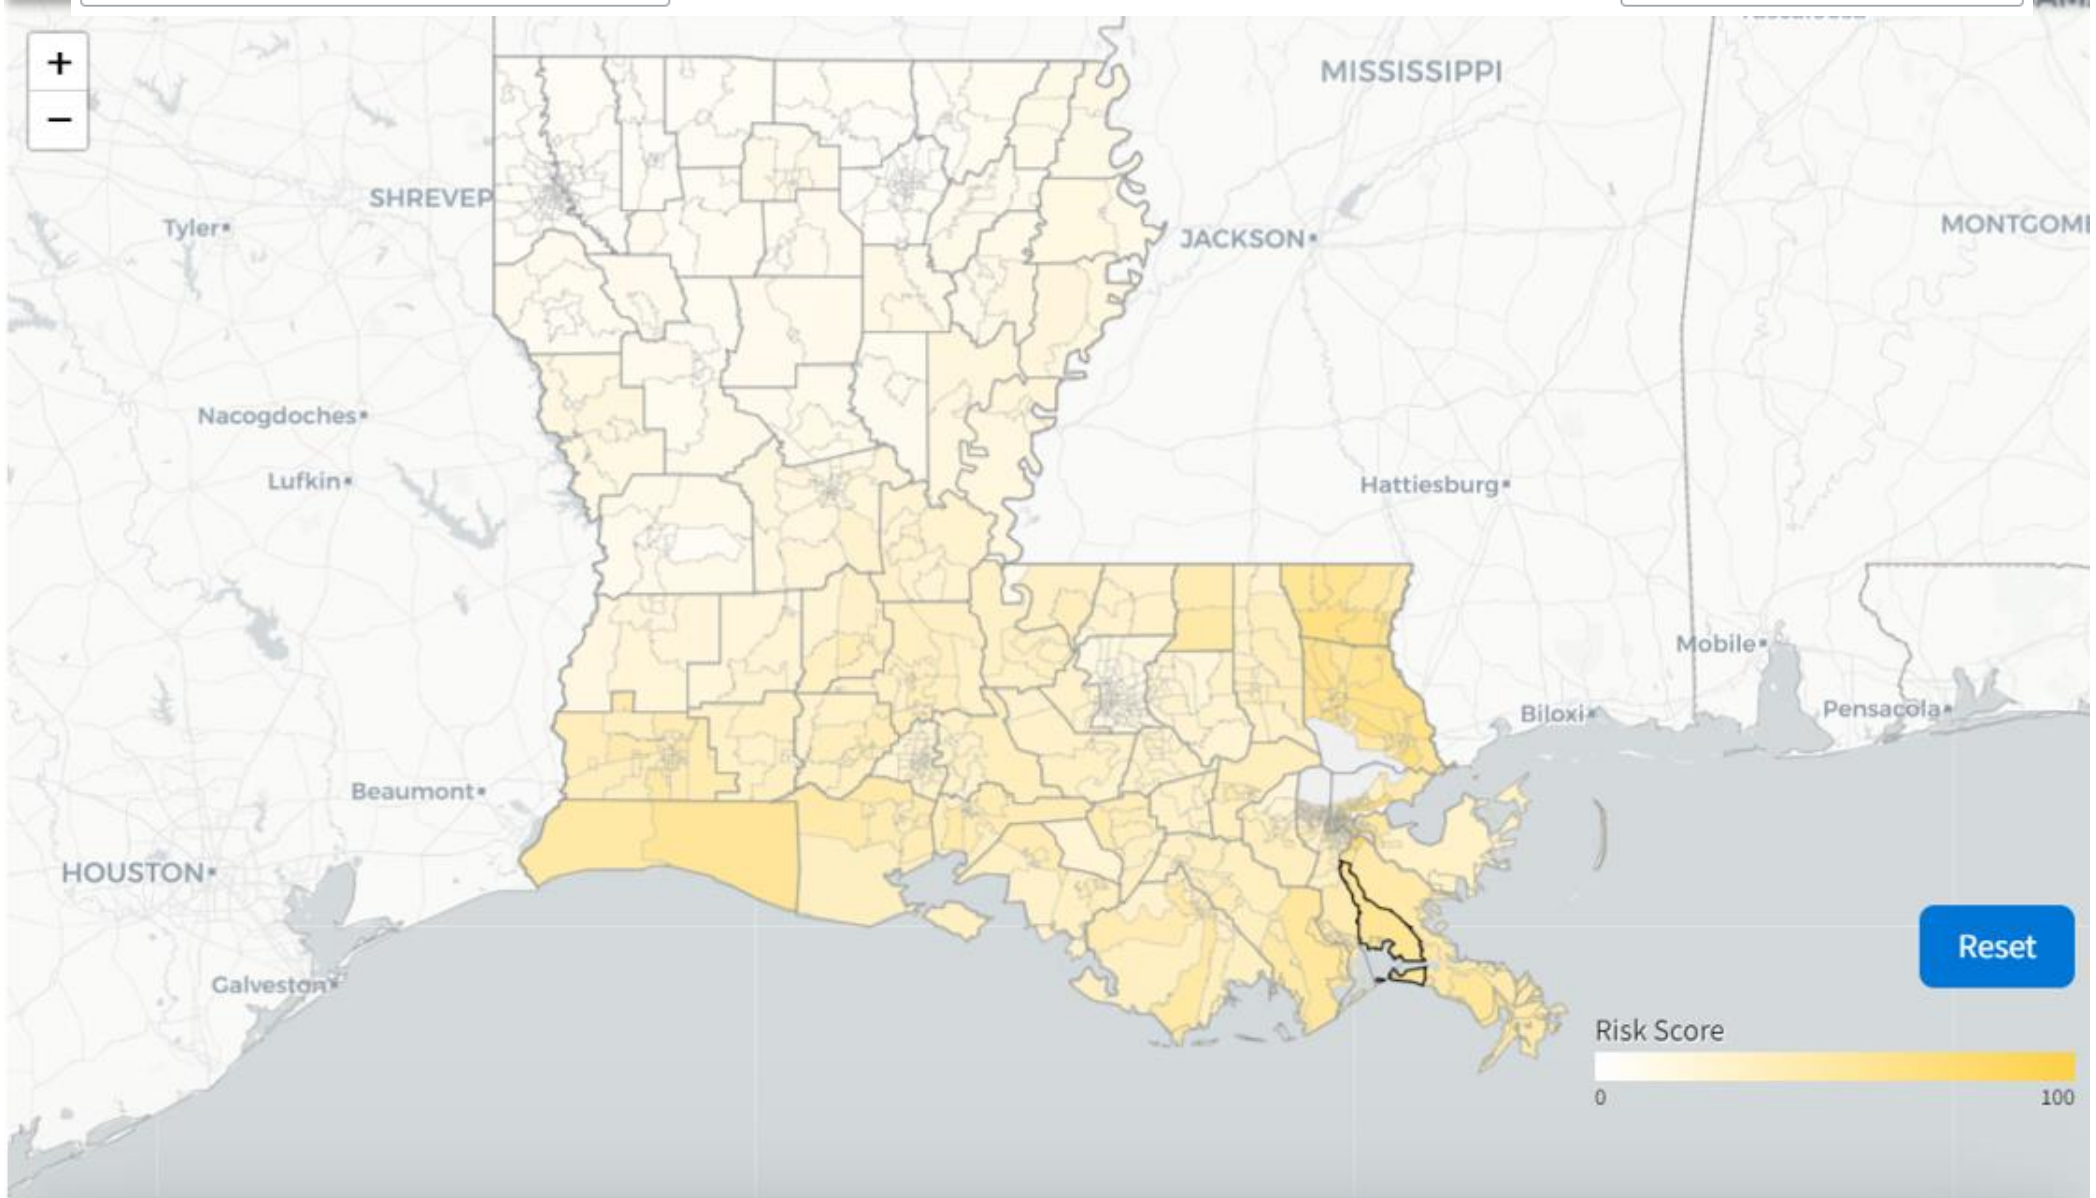 +
MISSISSIPPI
−
SHREVEP
Tyler
JACKSON
MONTGOM
Nacogdoches
Lufkin
Hattiesburg
Mobile
Biloxi
Pensacola
Beaumont
HOUSTON
Reset
Galveston
Risk Score
0
100